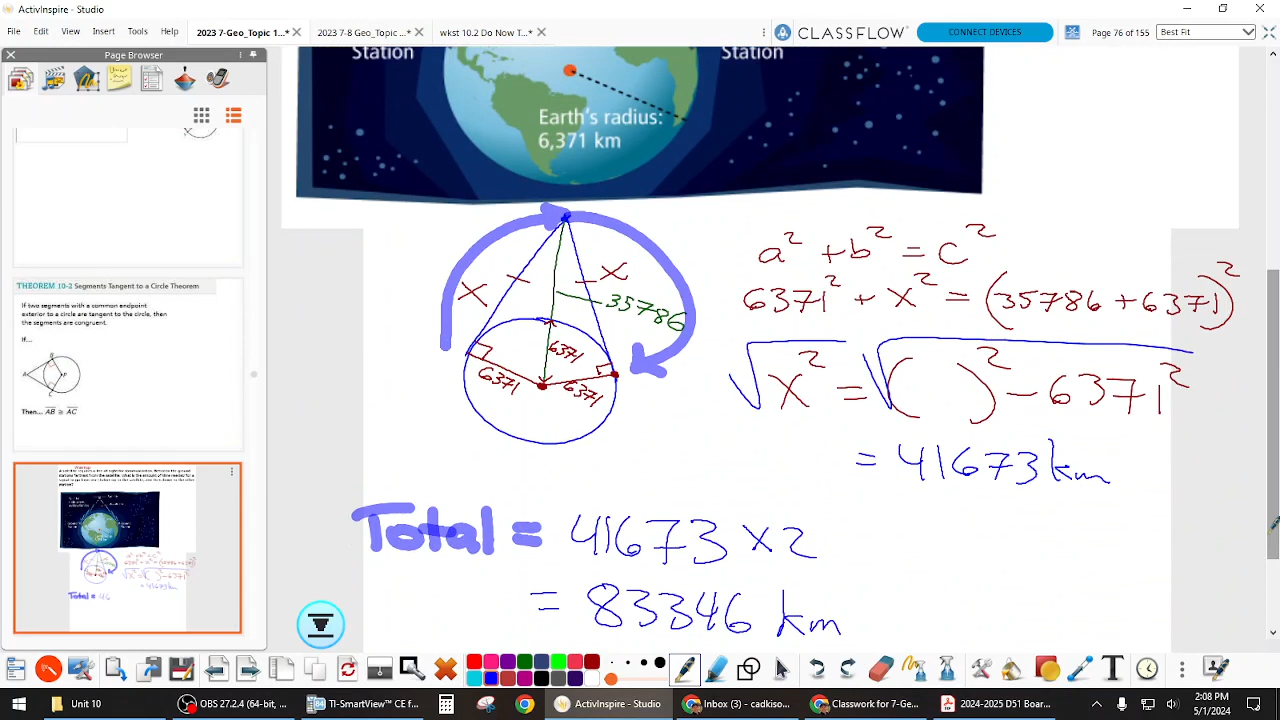 ActivInspire - Studio
File Edit View Insert Tools Help
2023 7-Geo_Topic 1...* 2023 7-8 Geo_Topic ...* wkst 10.2 Do Now T...*
CLASSFLOW CONNECT DEVICES Page 76 of 155 Best Fit
Page Browser
Station Station
Earth's radius:
6,371 km
THEOREM 10-2 Segments Tangent to a Circle Theorem
If two segments with a common endpoint
exterior to a circle are tangent to the circle, then
the segments are congruent.
If...
A B C P
Then... AB ≅ AC
x x 35786
6371 6371 6371
a² + b² = c²
6371² + x² = (35786 + 6371)²
√x² = √( )² − 6371²
= 41673 km
Total = 41673 x 2
= 83346 km
Unit 10 OBS 27.2.4 (64-bit, ... TI-SmartView™ CE F... Calculator ActivInspire - Studio Inbox (3) - cadkiso... Classwork for 7-Ge... 2024-2025 D51 Boar...
2:08 PM
5/1/2024